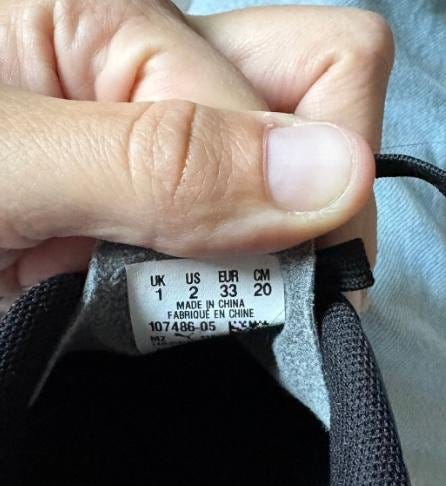 UK US EUR CM
1 2 33 20
MADE IN CHINA
FABRIQUÉ EN CHINE
107486-05